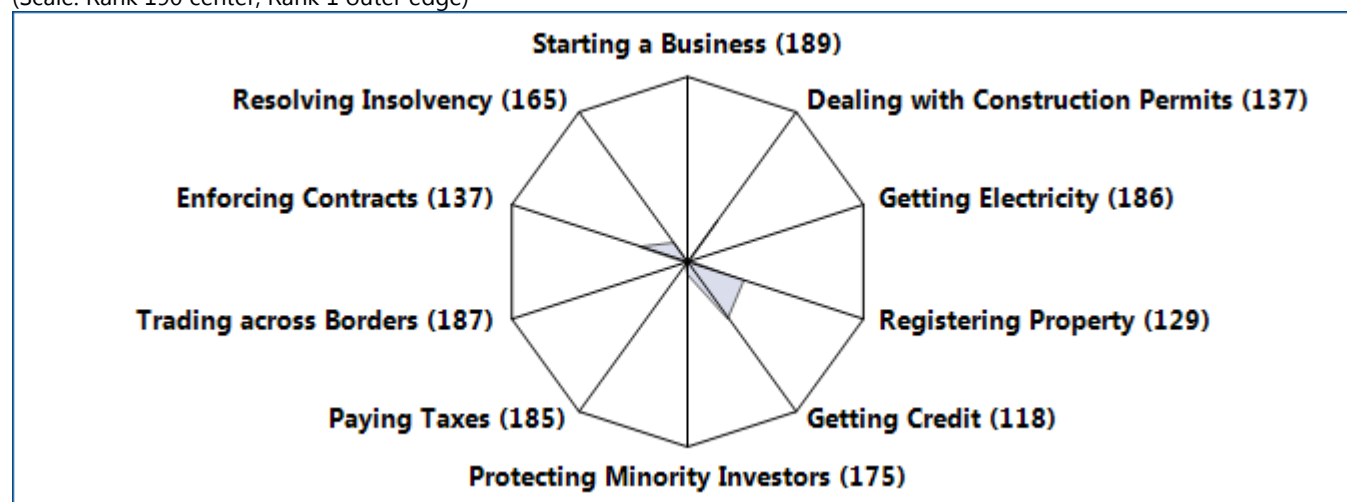 (Scale: Rank 190 center, Rank 1 outer edge)
Starting a Business (189)
Resolving Insolvency (165)
Dealing with Construction Permits (137)
Enforcing Contracts (137)
Getting Electricity (186)
Trading across Borders (187)
Registering Property (129)
Paying Taxes (185)
Getting Credit (118)
Protecting Minority Investors (175)